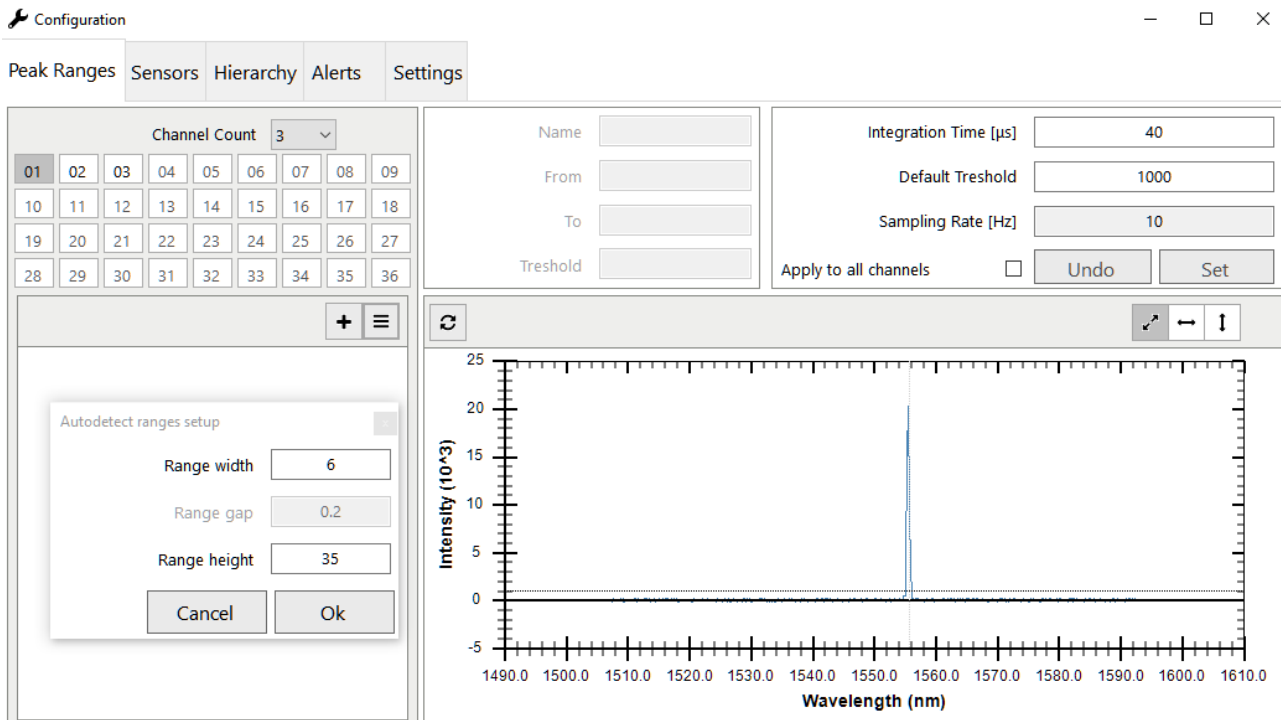 Configuration
Peak Ranges Sensors Hierarchy Alerts Settings
Channel Count 3
01 02 03 04 05 06 07 08 09
10 11 12 13 14 15 16 17 18
19 20 21 22 23 24 25 26 27
28 29 30 31 32 33 34 35 36
Name
From
To
Treshold
Integration Time [µs] 40
Default Treshold 1000
Sampling Rate [Hz] 10
Apply to all channels Undo Set
Autodetect ranges setup x
Range width 6
Range gap 0.2
Range height 35
Cancel Ok
Intensity (10^3)
25
20
15
10
5
0
-5
1490.0 1500.0 1510.0 1520.0 1530.0 1540.0 1550.0 1560.0 1570.0 1580.0 1590.0 1600.0 1610.0
Wavelength (nm)